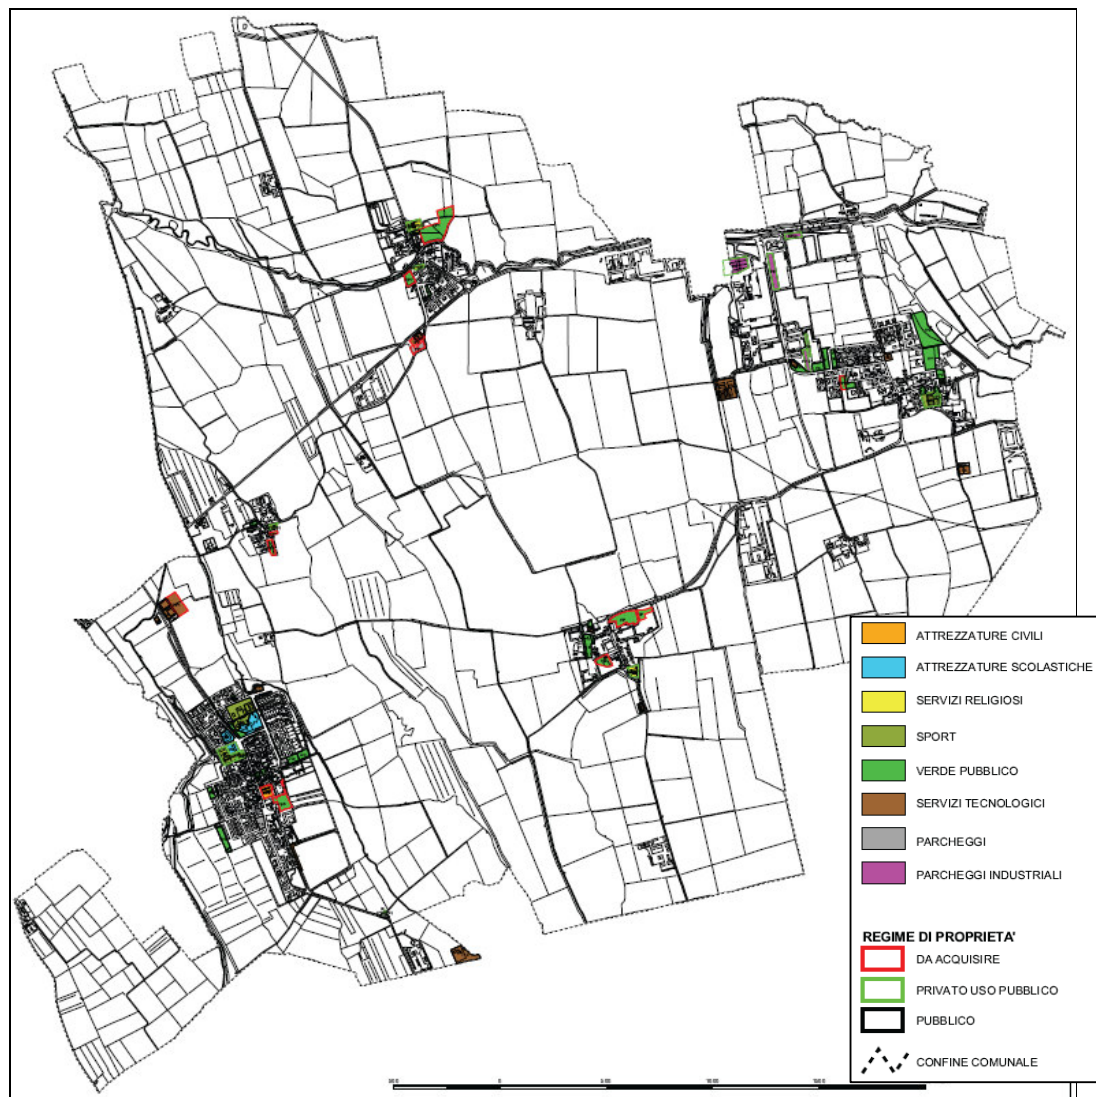 ATTREZZATURE CIVILI
ATTREZZATURE SCOLASTICHE
SERVIZI RELIGIOSI
SPORT
VERDE PUBBLICO
SERVIZI TECNOLOGICI
PARCHEGGI
PARCHEGGI INDUSTRIALI
REGIME DI PROPRIETA'
DA ACQUISIRE
PRIVATO USO PUBBLICO
PUBBLICO
CONFINE COMUNALE